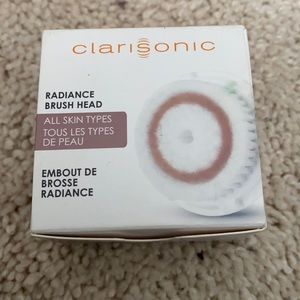 clarisonic
RADIANCE
BRUSH HEAD
ALL SKIN TYPES
TOUS LES TYPES
DE PEAU
EMBOUT DE
BROSSE
RADIANCE